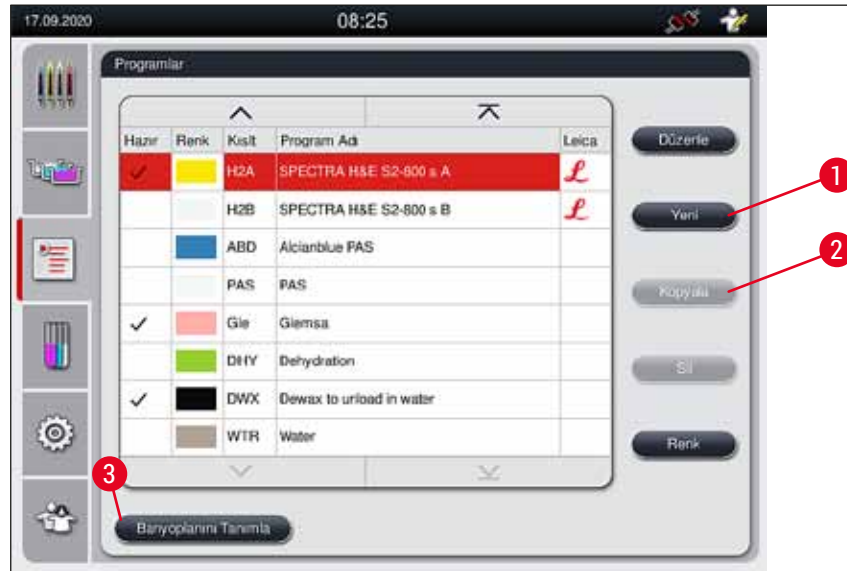 17.09.2020 08:25
Programlar
Hazır Renk Kıslt Program Adı Leica
H2A SPECTRA H&E S2-800 s A
H2B SPECTRA H&E S2-800 s B
ABD Alcianblue PAS
PAS PAS
Gie Giemsa
DHY Dehydration
DWX Dewax to unload in water
WTR Water
Düzenle
Yeni
Kopyala
Sil
Renk
Banyoplanını Tanımla
1
2
3